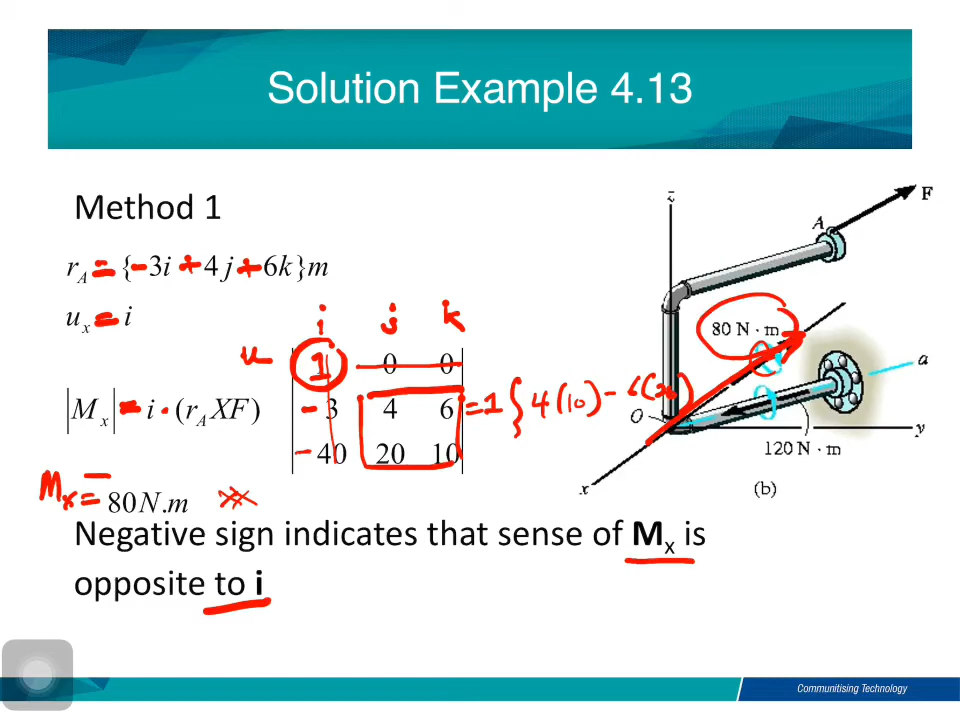 Solution Example 4.13
Method 1
r_A = {-3i + 4j + 6k}m
u_x = i
i j k
u 1 0 0
|M_x| = i · (r_A XF) -3 4 6 = 1 { 4(10) - 6(20)
-40 20 10
M_x = -80N.m
Negative sign indicates that sense of M_x is
opposite to i
z
A
F
80 N · m
a
O
y
120 N · m
x
(b)
Communitising Technology